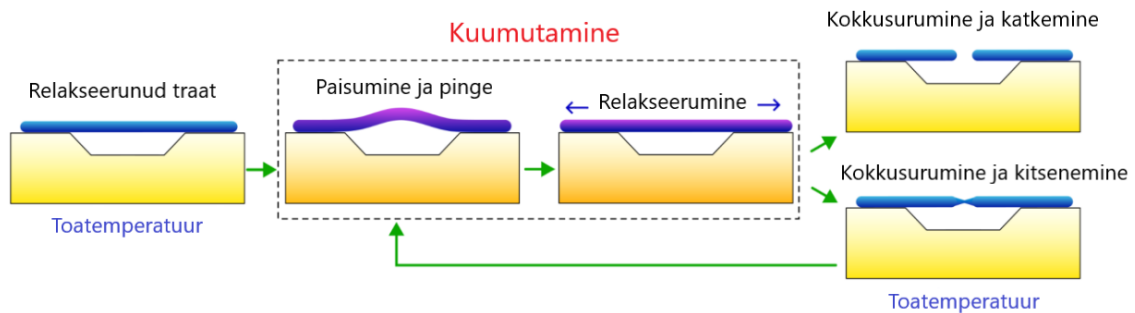 Kuumutamine
Kokkusurumine ja katkemine
Relakseerunud traat
Paisumine ja pinge
Relakseerumine
Kokkusurumine ja kitsenemine
Toatemperatuur
Toatemperatuur